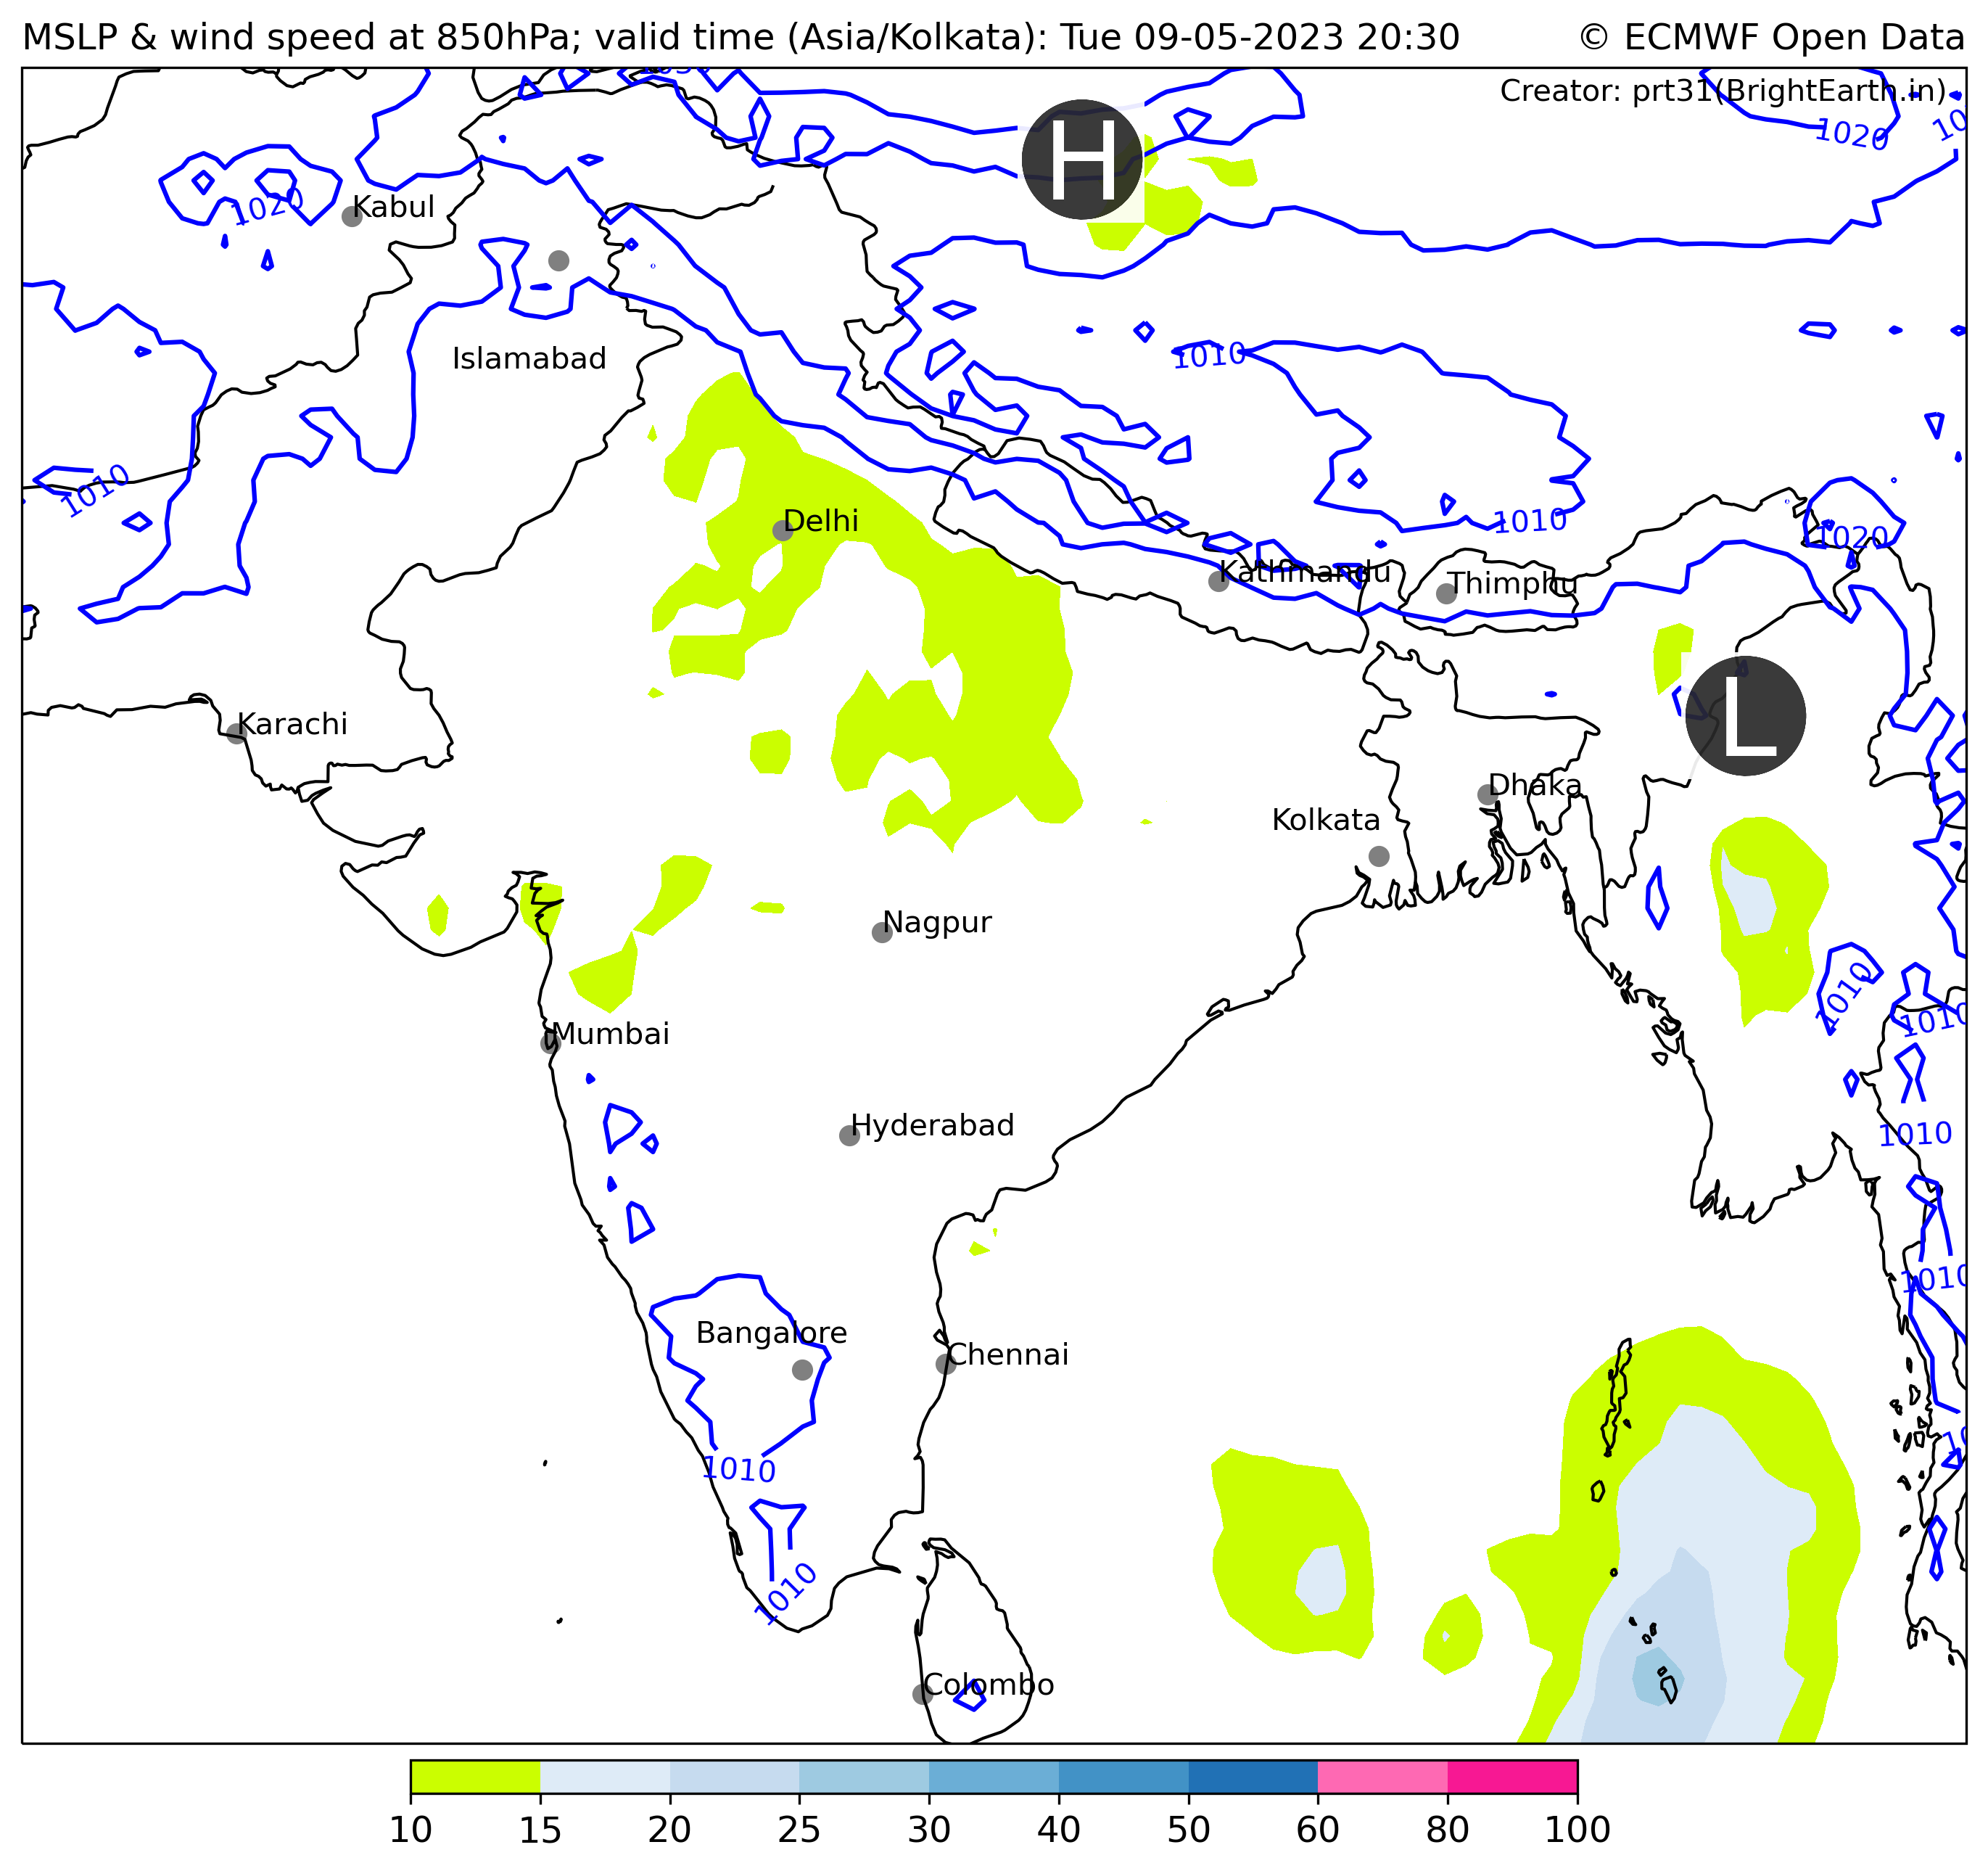 MSLP & wind speed at 850hPa; valid time (Asia/Kolkata): Tue 09-05-2023 20:30
© ECMWF Open Data
Creator: prt31(BrightEarth.in)
H
1020
1020
Kabul
Islamabad
1010
1010
1010
Delhi
1020
Kathmandu
Thimphu
L
Karachi
Dhaka
Kolkata
Nagpur
1010
1010
Mumbai
Hyderabad
1010
1010
Bangalore
Chennai
1010
1010
Colombo
10 15 20 25 30 40 50 60 80 100